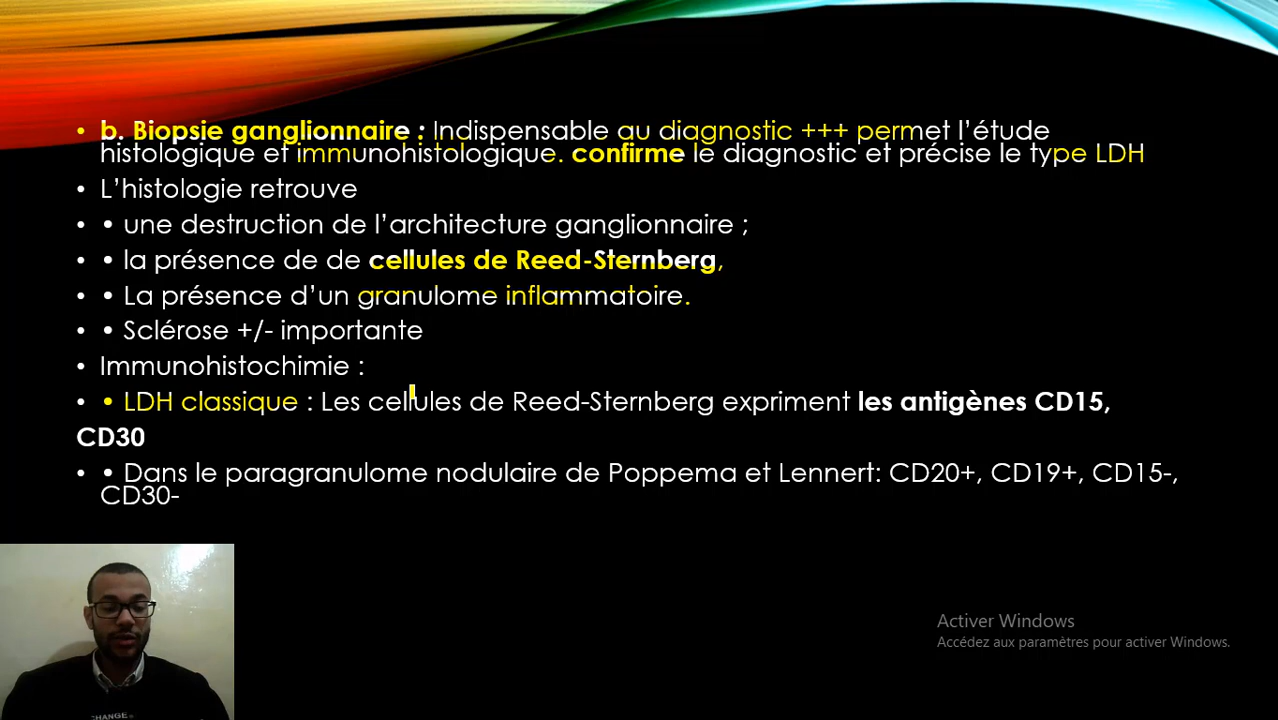 • b. Biopsie ganglionnaire : Indispensable au diagnostic +++ permet l’étude
histologique et immunohistologique. confirme le diagnostic et précise le type LDH
• L’histologie retrouve
• • une destruction de l’architecture ganglionnaire ;
• • la présence de de cellules de Reed-Sternberg,
• • La présence d’un granulome inflammatoire.
• • Sclérose +/- importante
• Immunohistochimie :
• • LDH classique : Les cellules de Reed-Sternberg expriment les antigènes CD15,
CD30
• • Dans le paragranulome nodulaire de Poppema et Lennert: CD20+, CD19+, CD15-,
CD30-
Activer Windows
Accédez aux paramètres pour activer Windows.
CHANGE